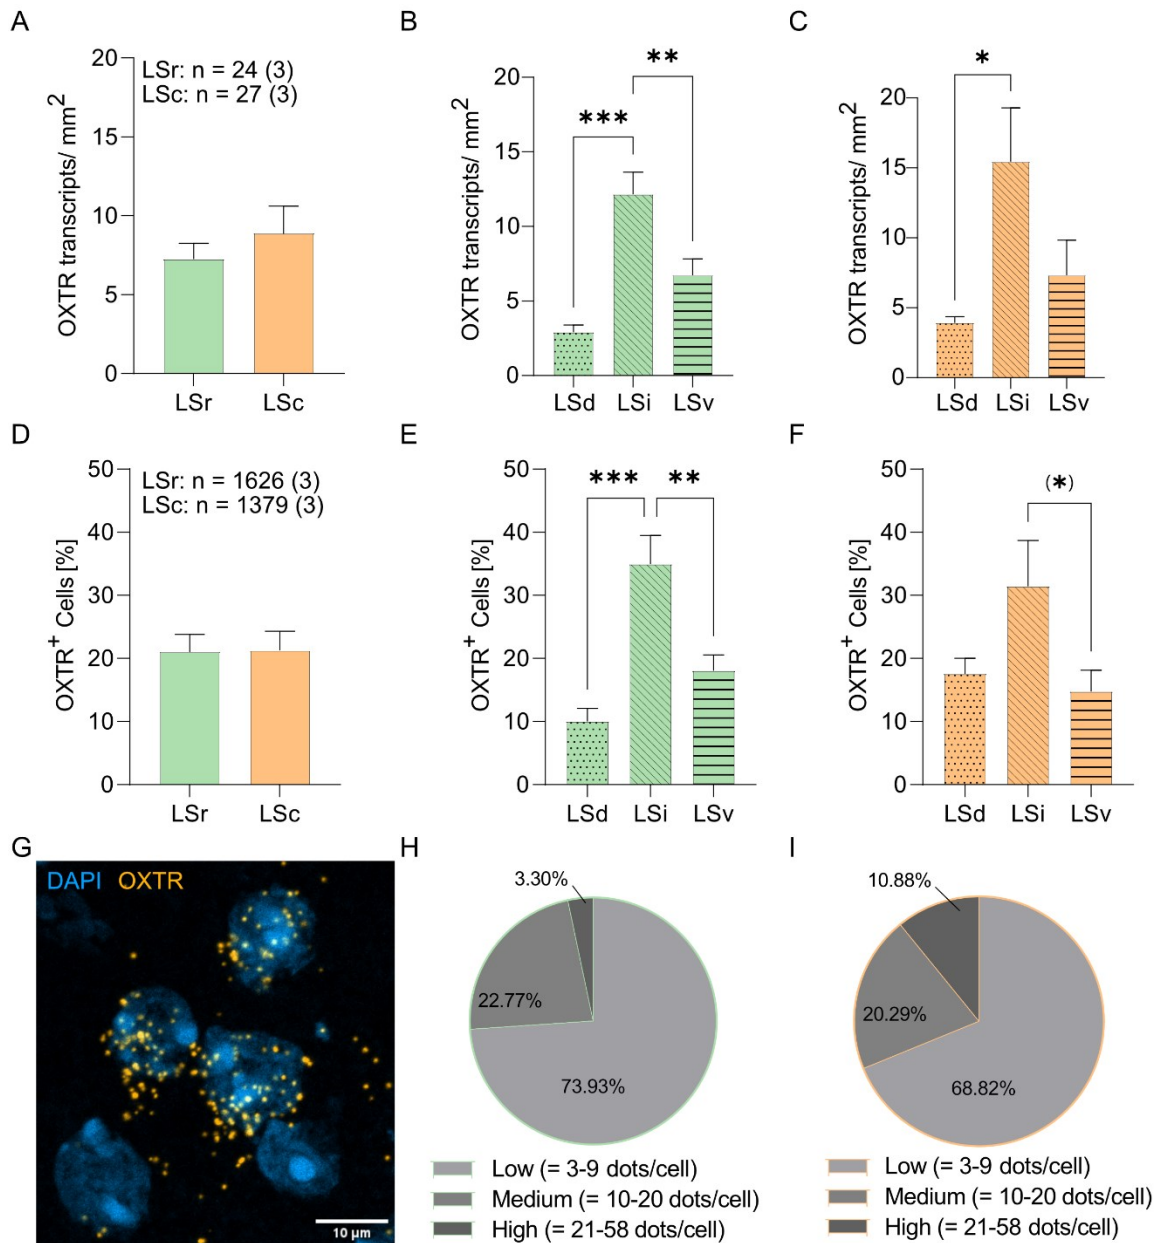 A
OXTR transcripts/ mm²
20
15
10
5
0
LSr: n = 24 (3)
LSc: n = 27 (3)
LSr
LSc
B
OXTR transcripts/ mm²
20
15
10
5
0
***
**
LSd
LSi
LSv
C
OXTR transcripts/ mm²
20
15
10
5
0
*
LSd
LSi
LSv
D
OXTR⁺ Cells [%]
50
40
30
20
10
0
LSr: n = 1626 (3)
LSc: n = 1379 (3)
LSr
LSc
E
OXTR⁺ Cells [%]
50
40
30
20
10
0
***
**
LSd
LSi
LSv
F
OXTR⁺ Cells [%]
50
40
30
20
10
0
(*)
LSd
LSi
LSv
G
DAPI OXTR
10 µm
H
3.30%
22.77%
73.93%
Low (= 3-9 dots/cell)
Medium (= 10-20 dots/cell)
High (= 21-58 dots/cell)
I
10.88%
20.29%
68.82%
Low (= 3-9 dots/cell)
Medium (= 10-20 dots/cell)
High (= 21-58 dots/cell)